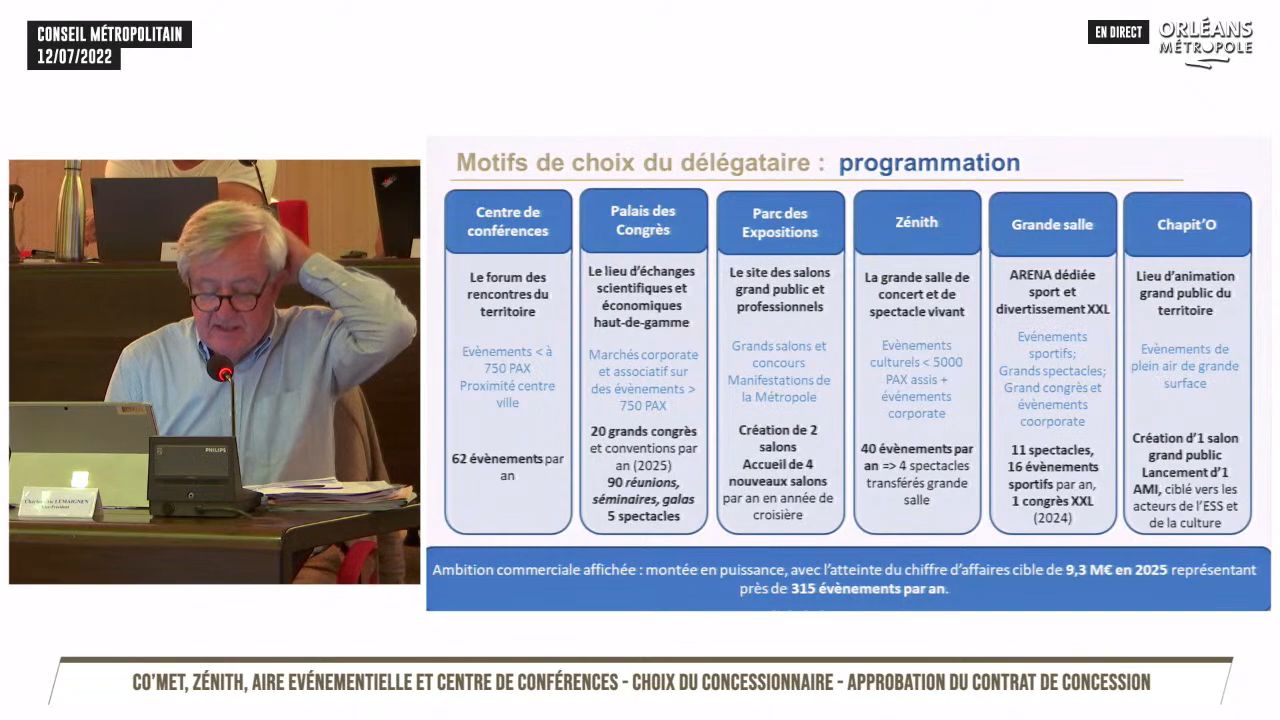 CONSEIL MÉTROPOLITAIN
12/07/2022
EN DIRECT
ORLÉANS
MÉTROPOLE
Motifs de choix du délégataire : programmation
Centre de
conférences
Le forum des
rencontres du
territoire
Evènements < à
750 PAX
Proximité centre
ville
62 évènements par
an
Palais des
Congrès
Le lieu d'échanges
scientifiques et
économiques
haut-de-gamme
Marchés corporate
et associatif sur
des évènements >
750 PAX
20 grands congrès
et conventions par
an (2025)
90 réunions,
séminaires, galas
5 spectacles
Parc des
Expositions
Le site des salons
grand public et
professionnels
Grands salons et
concours
Manifestations de
la Métropole
Création de 2
salons
Accueil de 4
nouveaux salons
par an en année de
croisière
Zénith
La grande salle de
concert et de
spectacle vivant
Evènements
culturels < 5000
PAX assis +
événements
corporate
40 évènements par
an => 4 spectacles
transférés grande
salle
Grande salle
ARENA dédiée
sport et
divertissement XXL
Evénements
sportifs;
Grands spectacles;
Grand congrès et
évènements
coorporate
11 spectacles,
16 évènements
sportifs par an,
1 congrès XXL
(2024)
Chapit'O
Lieu d'animation
grand public du
territoire
Evènements de
plein air de grande
surface
Création d'1 salon
grand public
Lancement d'1
AMI, ciblé vers les
acteurs de l'ESS et
de la culture
Ambition commerciale affichée : montée en puissance, avec l'atteinte du chiffre d'affaires cible de 9,3 M€ en 2025 représentant
près de 315 évènements par an.
PHILIPS
LEMAIGNEN
CO'MET, ZÉNITH, AIRE EVÉNEMENTIELLE ET CENTRE DE CONFÉRENCES - CHOIX DU CONCESSIONNAIRE - APPROBATION DU CONTRAT DE CONCESSION